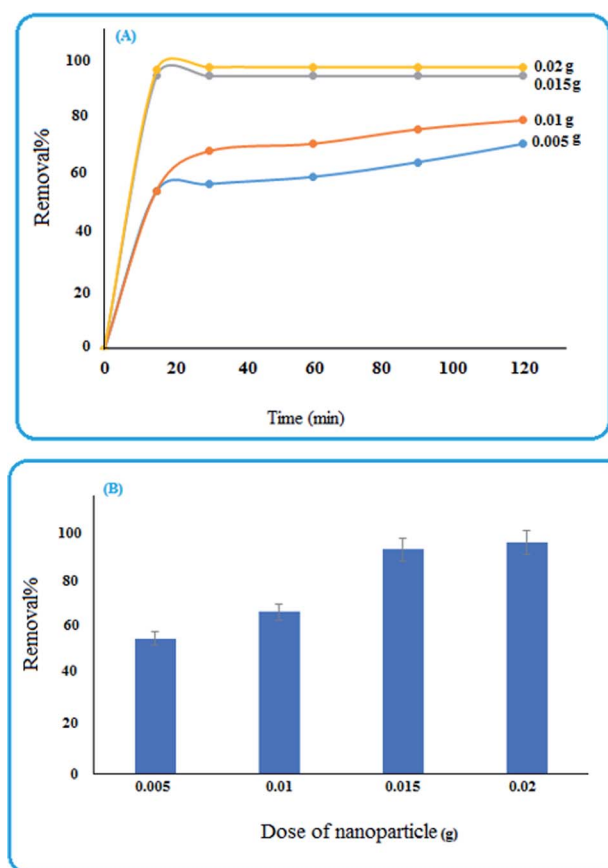 (A)
100
80
60
40
20
0
Removal%
0.02 g
0.015 g
0.01 g
0.005 g
0 20 40 60 80 100 120
Time (min)
(B)
100
80
60
40
20
0
Removal%
0.005 0.01 0.015 0.02
Dose of nanoparticle (g)